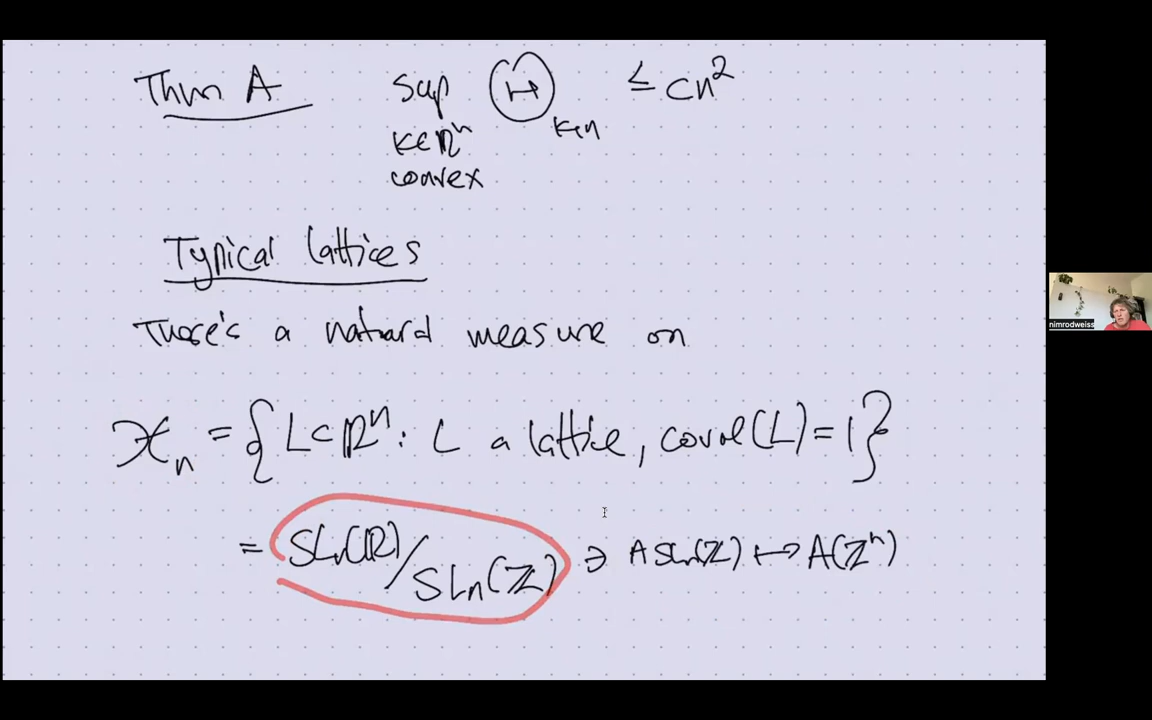 Thm A sup Ⓗ K,n ≤ cn²
K⊂ℝⁿ
convex
Typical lattices
There's a natural measure on
𝒳ₙ = {L⊂ℝⁿ: L a lattice, covol(L)=1}
= SLₙ(ℝ)/SLₙ(ℤ) ∋ A SLₙ(ℤ) ↦ A(ℤⁿ)
nimrodweiss